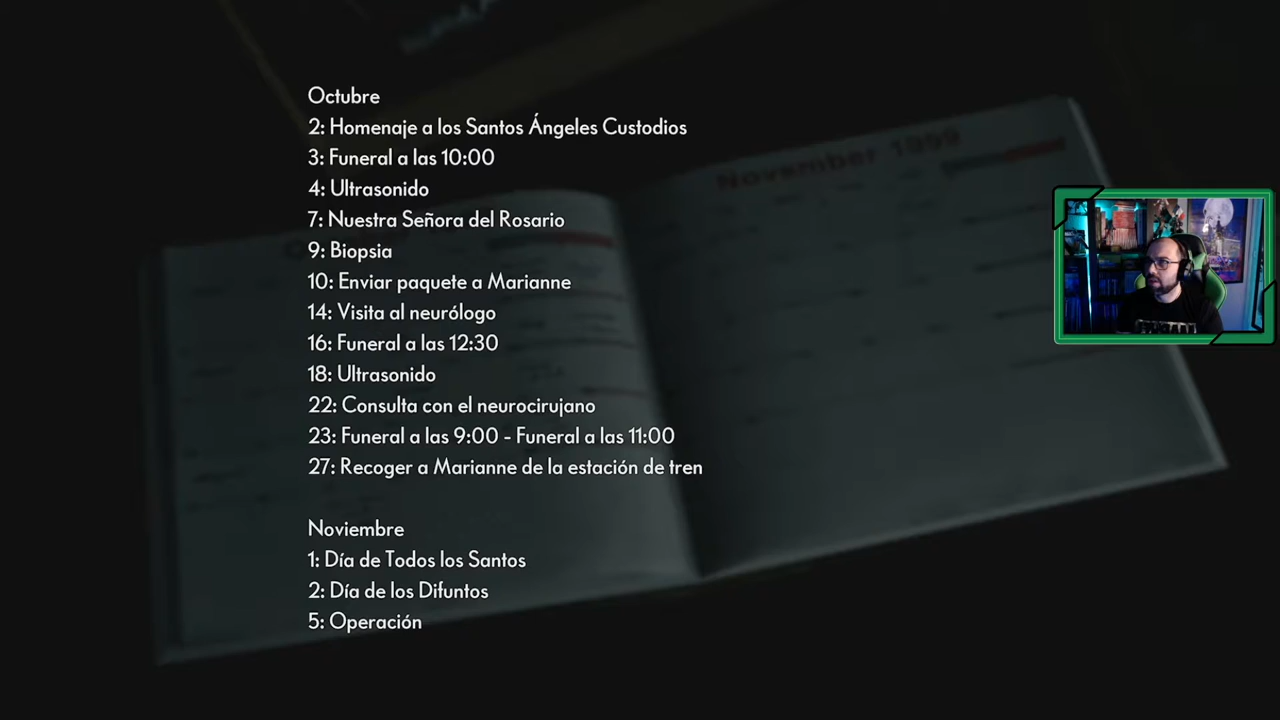 Octubre
2: Homenaje a los Santos Ángeles Custodios
3: Funeral a las 10:00
4: Ultrasonido
7: Nuestra Señora del Rosario
9: Biopsia
10: Enviar paquete a Marianne
14: Visita al neurólogo
16: Funeral a las 12:30
18: Ultrasonido
22: Consulta con el neurocirujano
23: Funeral a las 9:00 - Funeral a las 11:00
27: Recoger a Marianne de la estación de tren
Noviembre
1: Día de Todos los Santos
2: Día de los Difuntos
5: Operación
November 1999